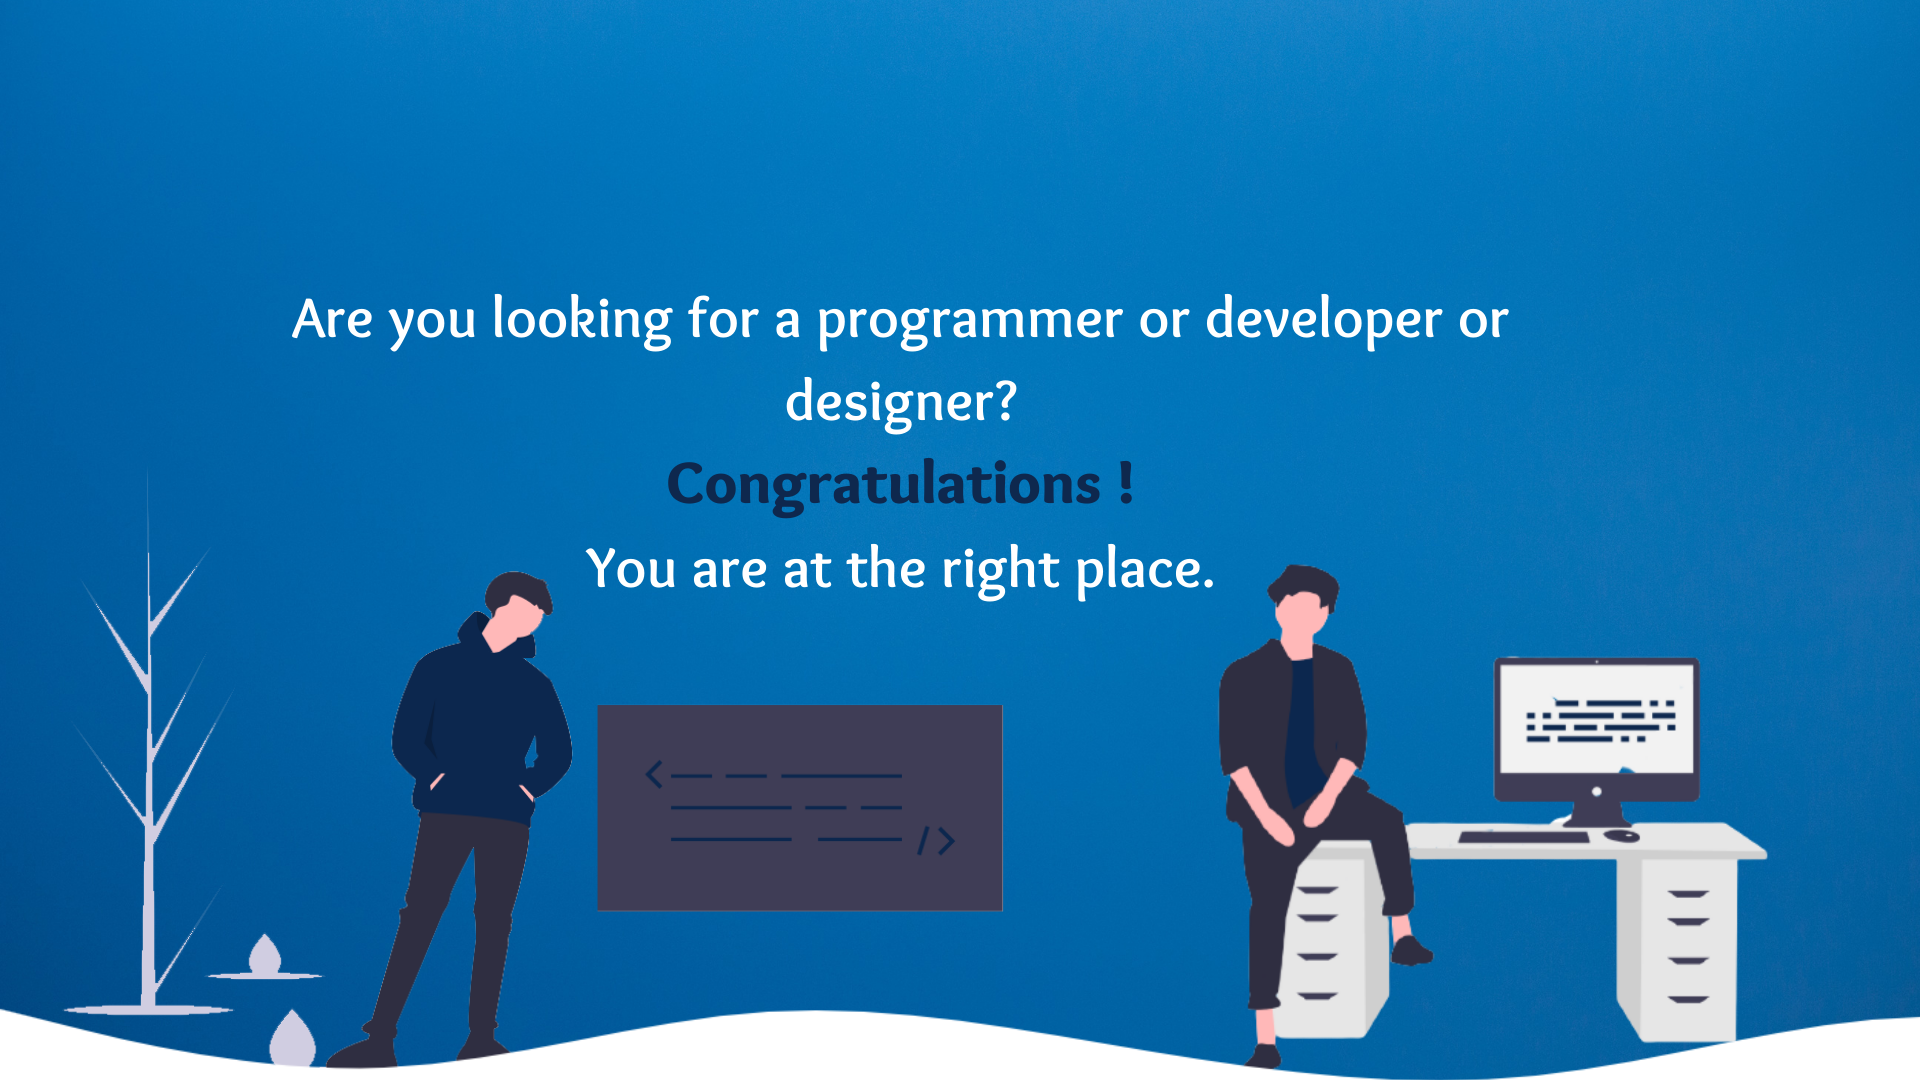 Are you looking for a programmer or developer or
designer?
Congratulations !
You are at the right place.